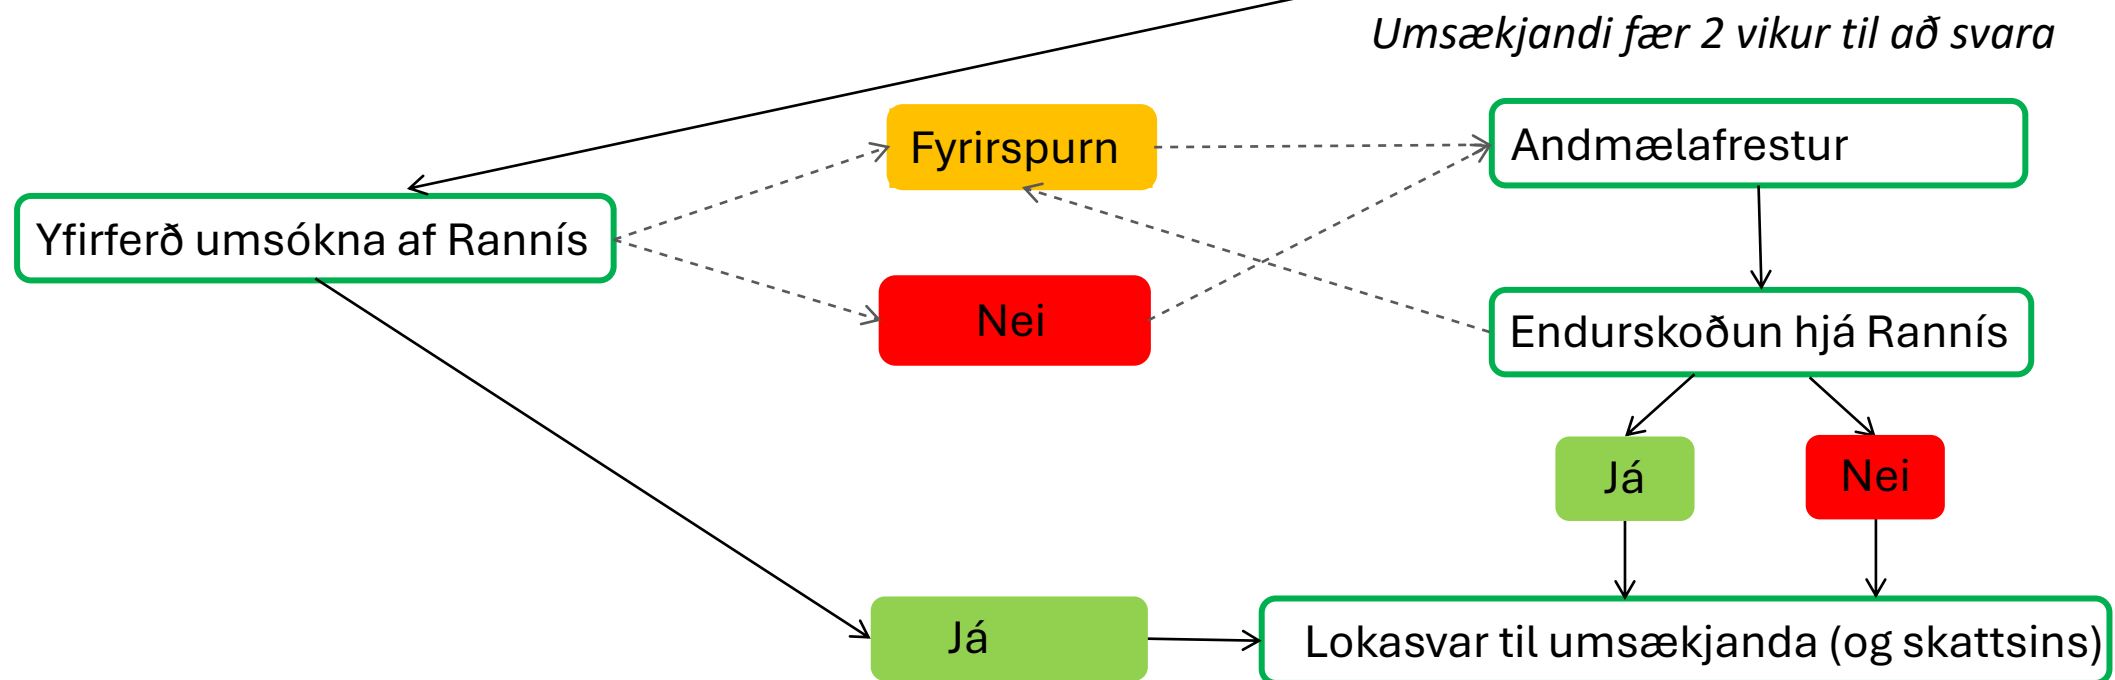 Umsækjandi fær 2 vikur til að svara
Fyrirspurn
Andmælafrestur
Yfirferð umsókna af Rannís
Nei
Endurskoðun hjá Rannís
Já
Nei
Já
Lokasvar til umsækjanda (og skattsins)